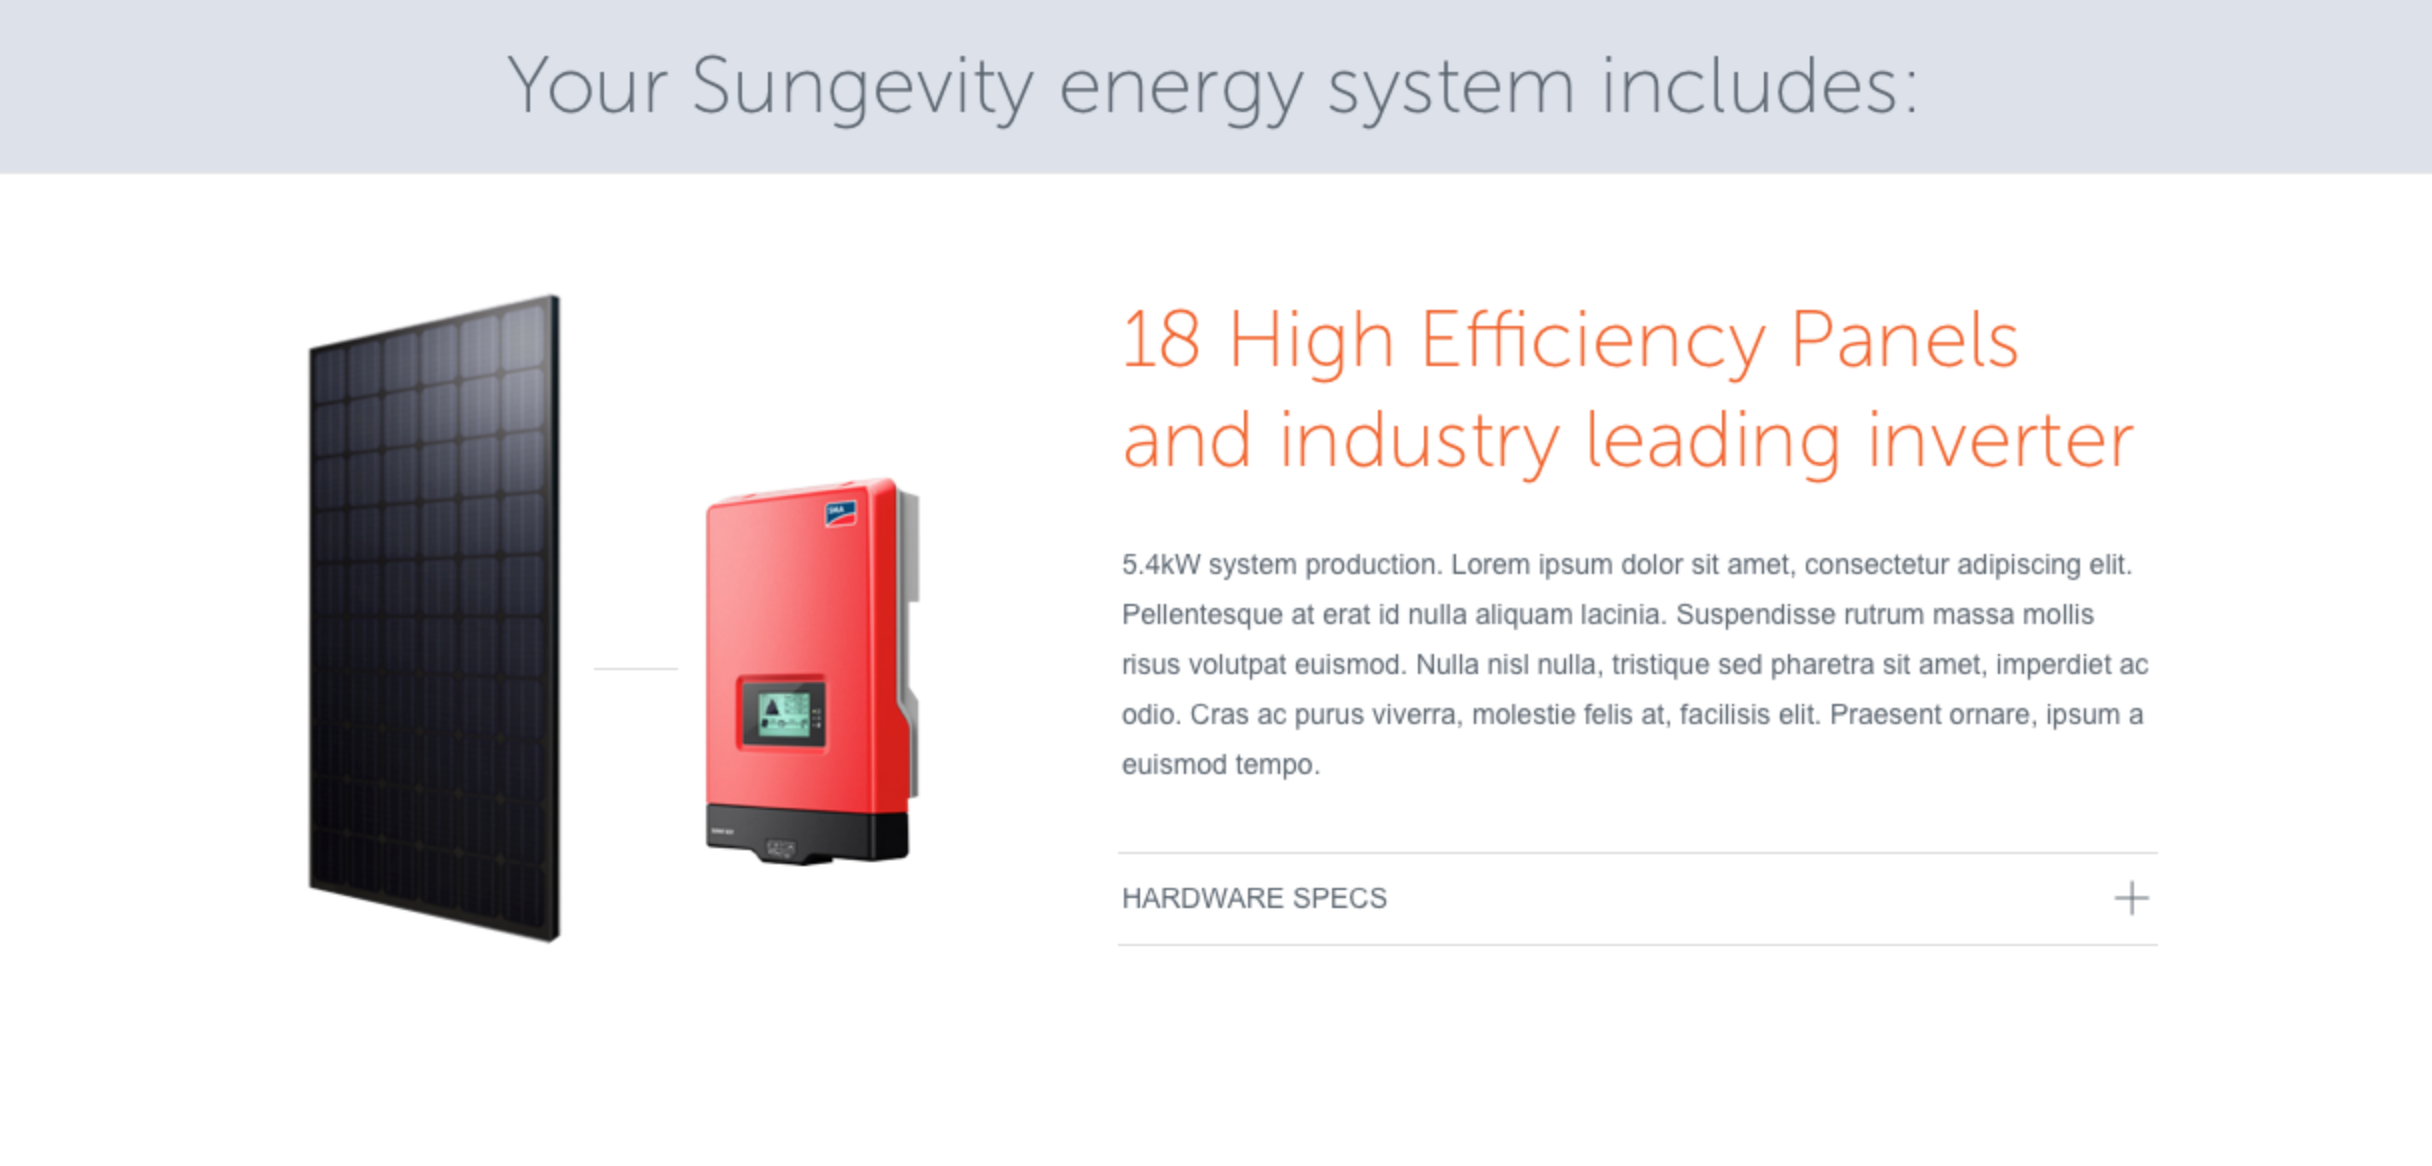 Your Sungevity energy system includes:
18 High Efficiency Panels
and industry leading inverter
SMA
5.4kW system production. Lorem ipsum dolor sit amet, consectetur adipiscing elit.
Pellentesque at erat id nulla aliquam lacinia. Suspendisse rutrum massa mollis
risus volutpat euismod. Nulla nisl nulla, tristique sed pharetra sit amet, imperdiet ac
odio. Cras ac purus viverra, molestie felis at, facilisis elit. Praesent ornare, ipsum a
euismod tempo.
HARDWARE SPECS